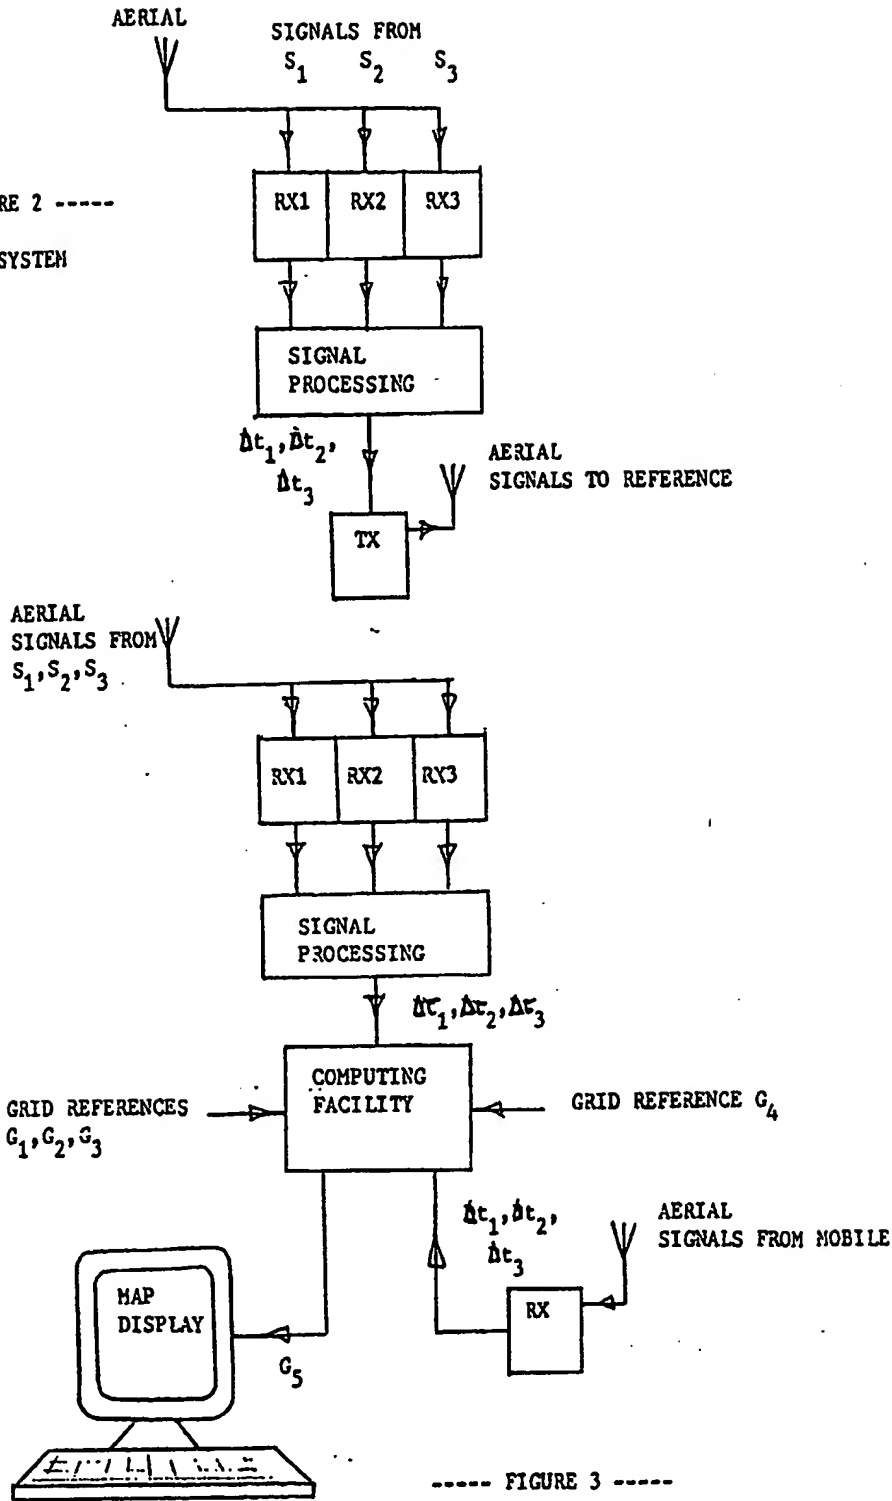 AERIAL
SIGNALS FROM
S1 S2 S3
RE 2 -----
SYSTEM
RX1 RX2 RX3
SIGNAL
PROCESSING
Δt1, Δt2,
Δt3
AERIAL
SIGNALS TO REFERENCE
TX
AERIAL
SIGNALS FROM
S1, S2, S3
RX1 RX2 RX3
SIGNAL
PROCESSING
Δτ1, Δτ2, Δτ3
COMPUTING
FACILITY
GRID REFERENCES
G1, G2, G3
GRID REFERENCE G4
Δt1, Δt2,
Δt3
AERIAL
SIGNALS FROM MOBILE
RX
MAP
DISPLAY
G5
----- FIGURE 3 -----